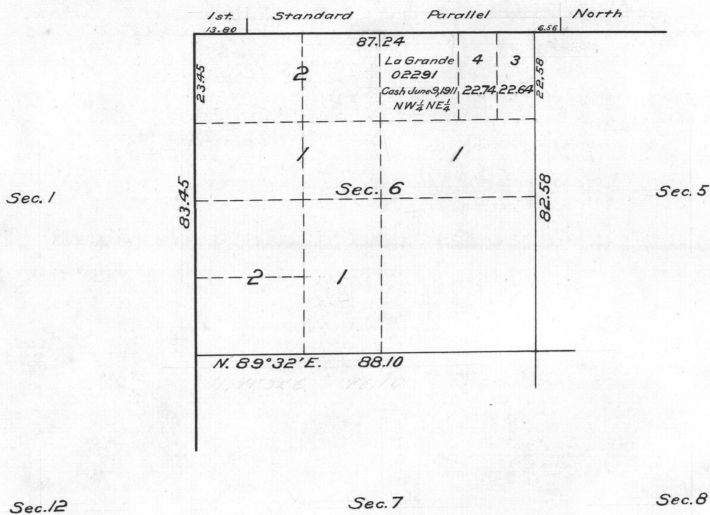 1st. Standard Parallel North
13.80 6.56
87.24
La Grande 4 3
02291
Cash June 9, 1911 22.74 22.64
NW¼ NE¼
2
23.45
22.58
1 1
Sec. 1 Sec. 6 Sec. 5
83.45
82.58
2 1
N. 89°32' E. 88.10
Sec. 12 Sec. 7 Sec. 8